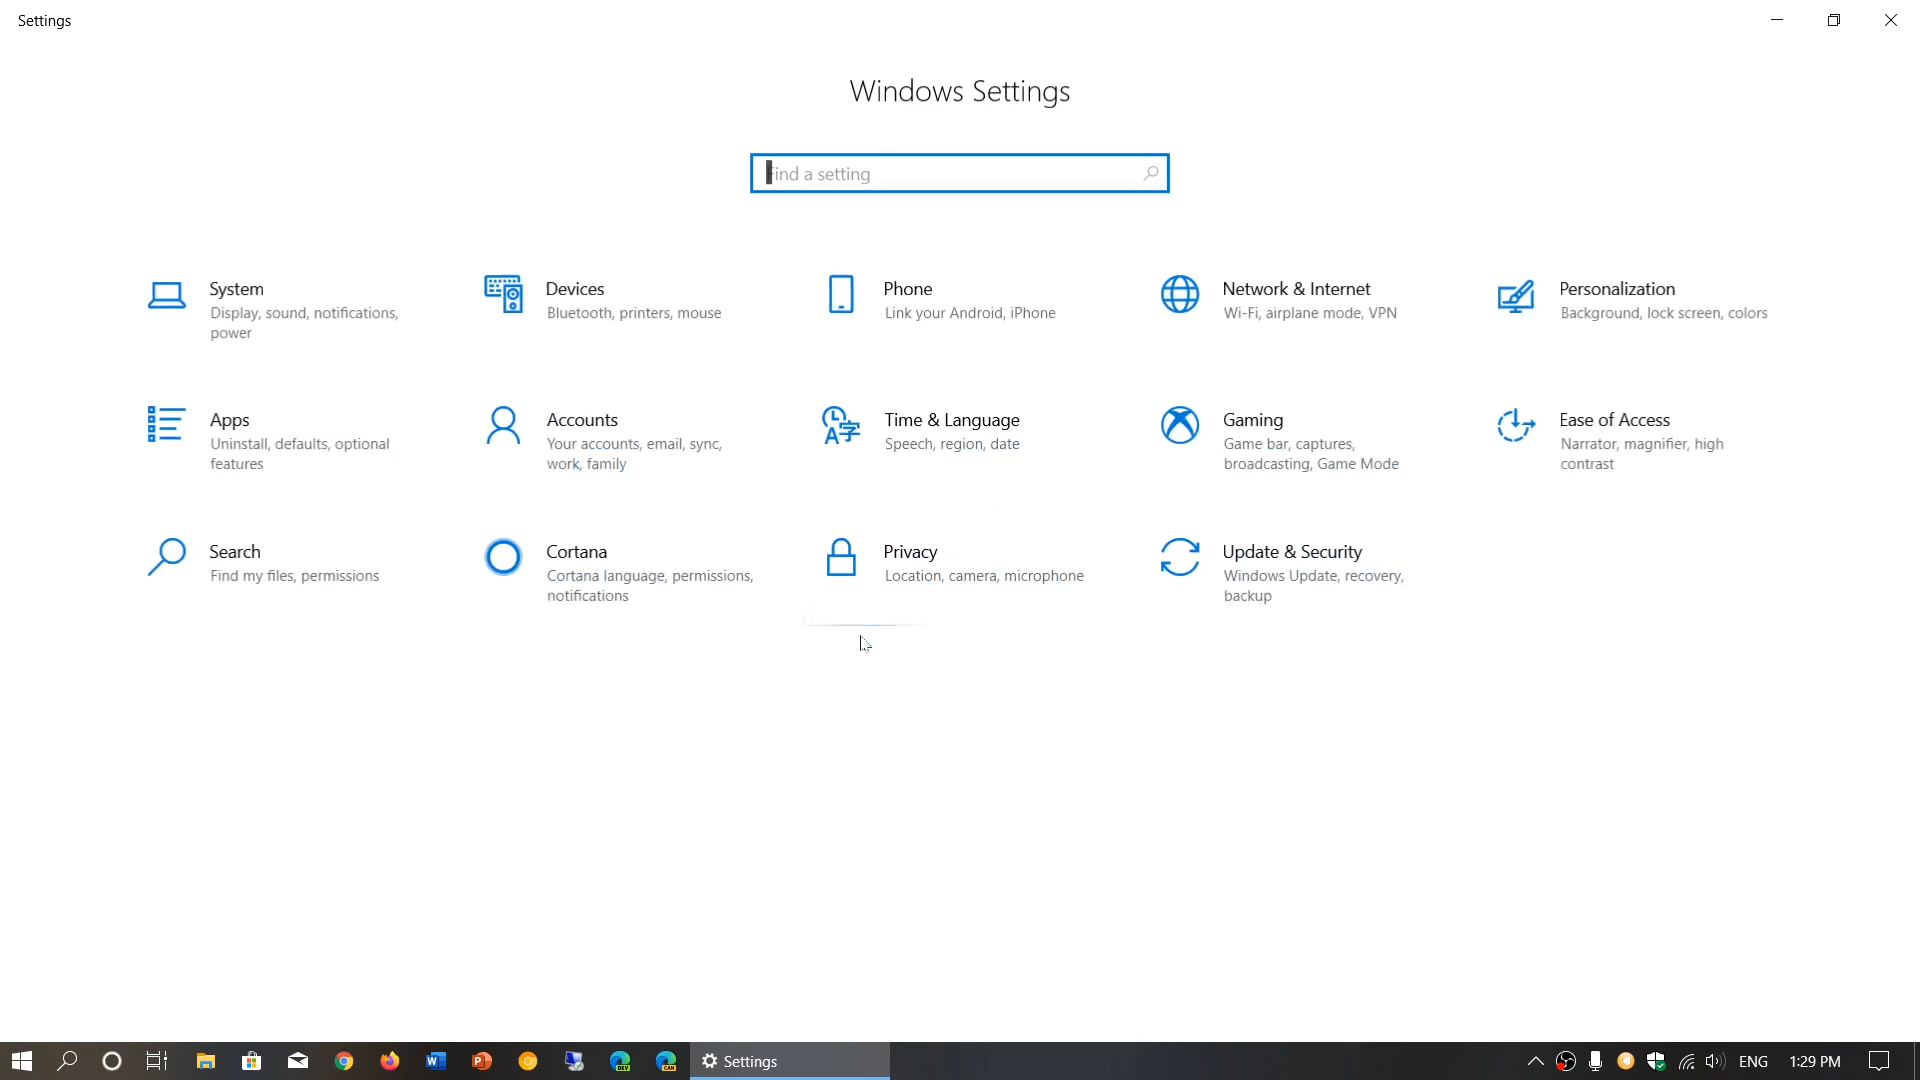 Settings
Windows Settings
Find a setting
System
Display, sound, notifications,
power
Devices
Bluetooth, printers, mouse
Phone
Link your Android, iPhone
Network & Internet
Wi-Fi, airplane mode, VPN
Personalization
Background, lock screen, colors
Apps
Uninstall, defaults, optional
features
Accounts
Your accounts, email, sync,
work, family
Time & Language
Speech, region, date
Gaming
Game bar, captures,
broadcasting, Game Mode
Ease of Access
Narrator, magnifier, high
contrast
Search
Find my files, permissions
Cortana
Cortana language, permissions,
notifications
Privacy
Location, camera, microphone
Update & Security
Windows Update, recovery,
backup
DEV
CAN
Settings
ENG
1:29 PM